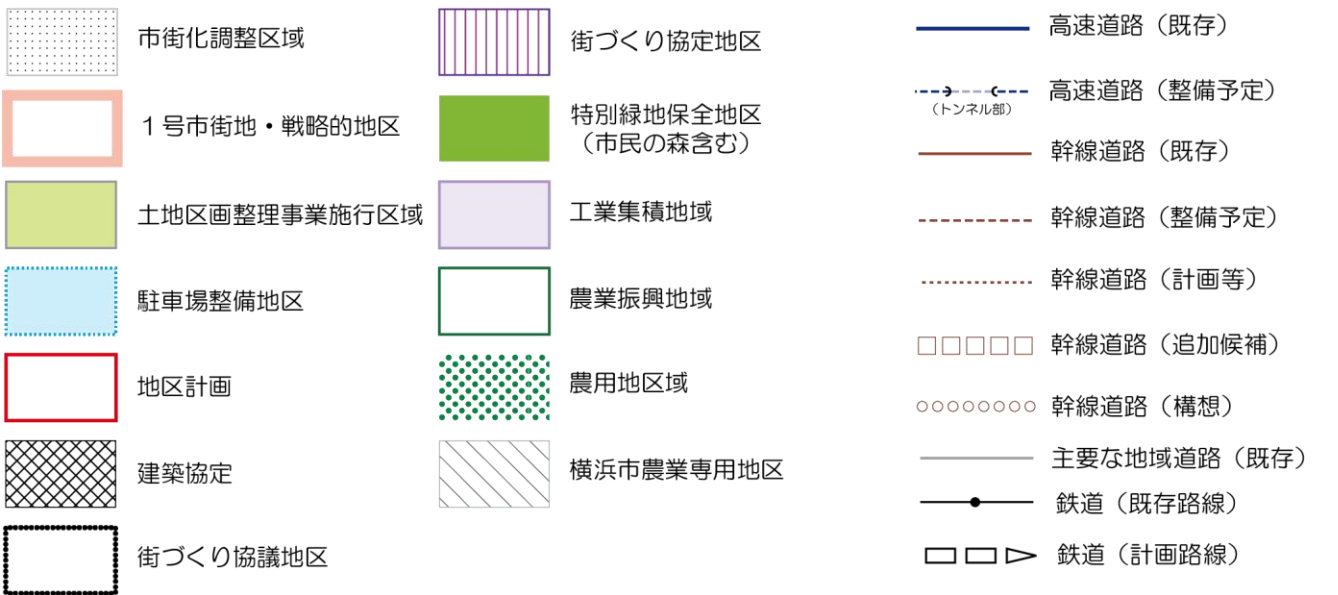 市街化調整区域
１号市街地・戦略的地区
土地区画整理事業施行区域
駐車場整備地区
地区計画
建築協定
街づくり協議地区
街づくり協定地区
特別緑地保全地区
（市民の森含む）
工業集積地域
農業振興地域
農用地区域
横浜市農業専用地区
高速道路（既存）
高速道路（整備予定）
（トンネル部）
幹線道路（既存）
幹線道路（整備予定）
幹線道路（計画等）
幹線道路（追加候補）
幹線道路（構想）
主要な地域道路（既存）
鉄道（既存路線）
鉄道（計画路線）